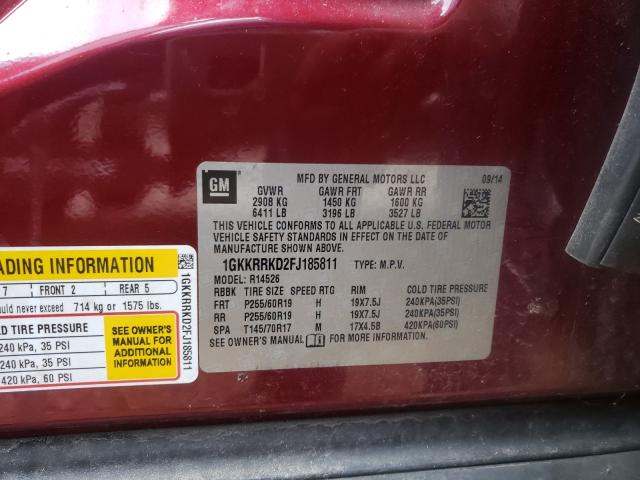 GM
MFD BY GENERAL MOTORS LLC 09/14
GVWR GAWR FRT GAWR RR
2908 KG 1450 KG 1600 KG
6411 LB 3196 LB 3527 LB
THIS VEHICLE CONFORMS TO ALL APPLICABLE U.S. FEDERAL MOTOR
VEHICLE SAFETY STANDARDS IN EFFECT ON THE DATE OF
MANUFACTURE SHOWN ABOVE.
1GKKRRKD2FJ185811 TYPE: M.P.V.
MODEL: R14526
RBBK TIRE SIZE SPEED RTG RIM COLD TIRE PRESSURE
FRT P255/60R19 H 19X7.5J 240KPA(35PSI)
RR P255/60R19 H 19X7.5J 240KPA(35PSI)
SPA T145/70R17 M 17X4.5B 420KPA(60PSI)
SEE OWNER'S MANUAL FOR MORE INFORMATION.
ADING INFORMATION
7 FRONT 2 REAR 5
ould never exceed 714 kg or 1575 lbs.
OLD TIRE PRESSURE
240 kPa, 35 PSI
240 kPa, 35 PSI
420 kPa, 60 PSI
SEE OWNER'S
MANUAL FOR
ADDITIONAL
INFORMATION
1GKKRRKD2FJ185811